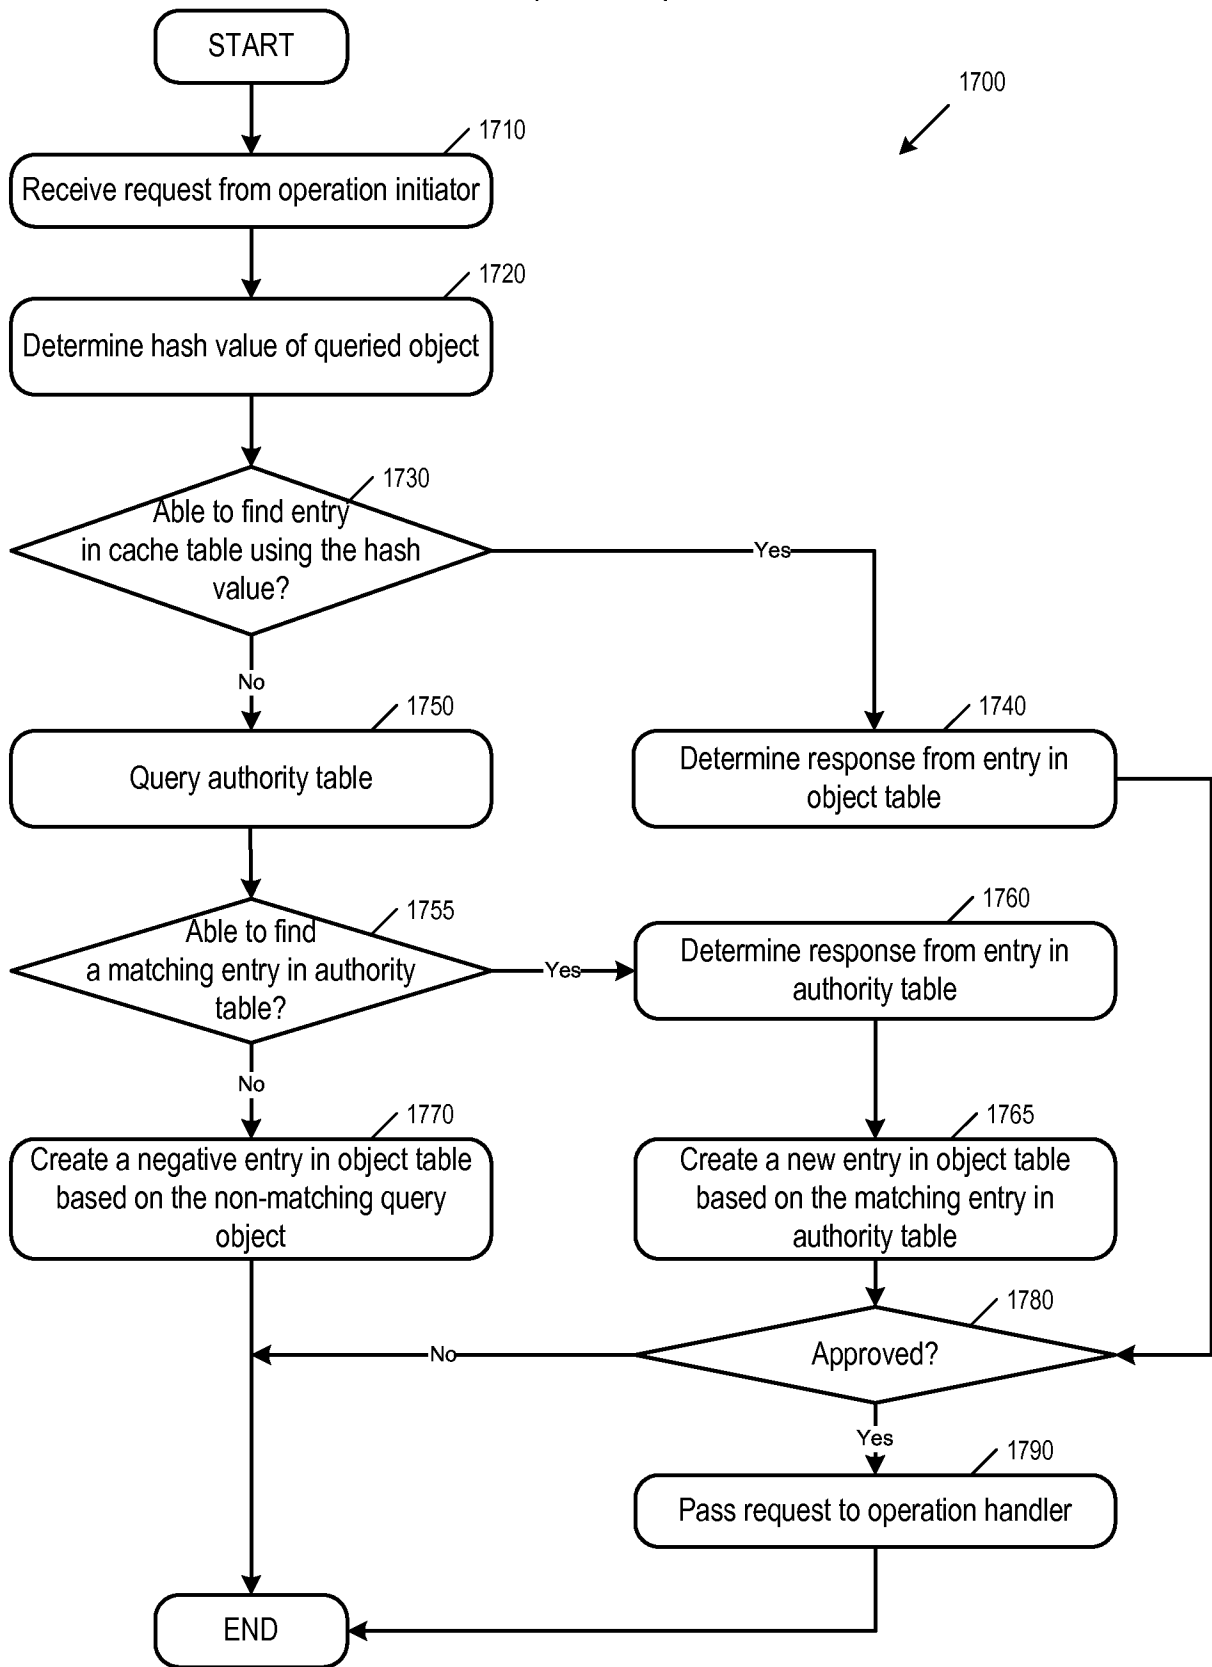 START
1700
1710
Receive request from operation initiator
1720
Determine hash value of queried object
1730
Able to find entry
in cache table using the hash
value?
Yes
No
1750
Query authority table
1740
Determine response from entry in
object table
1755
Able to find
a matching entry in authority
table?
Yes
1760
Determine response from entry in
authority table
No
1770
Create a negative entry in object table
based on the non-matching query
object
1765
Create a new entry in object table
based on the matching entry in
authority table
1780
Approved?
No
Yes
1790
Pass request to operation handler
END